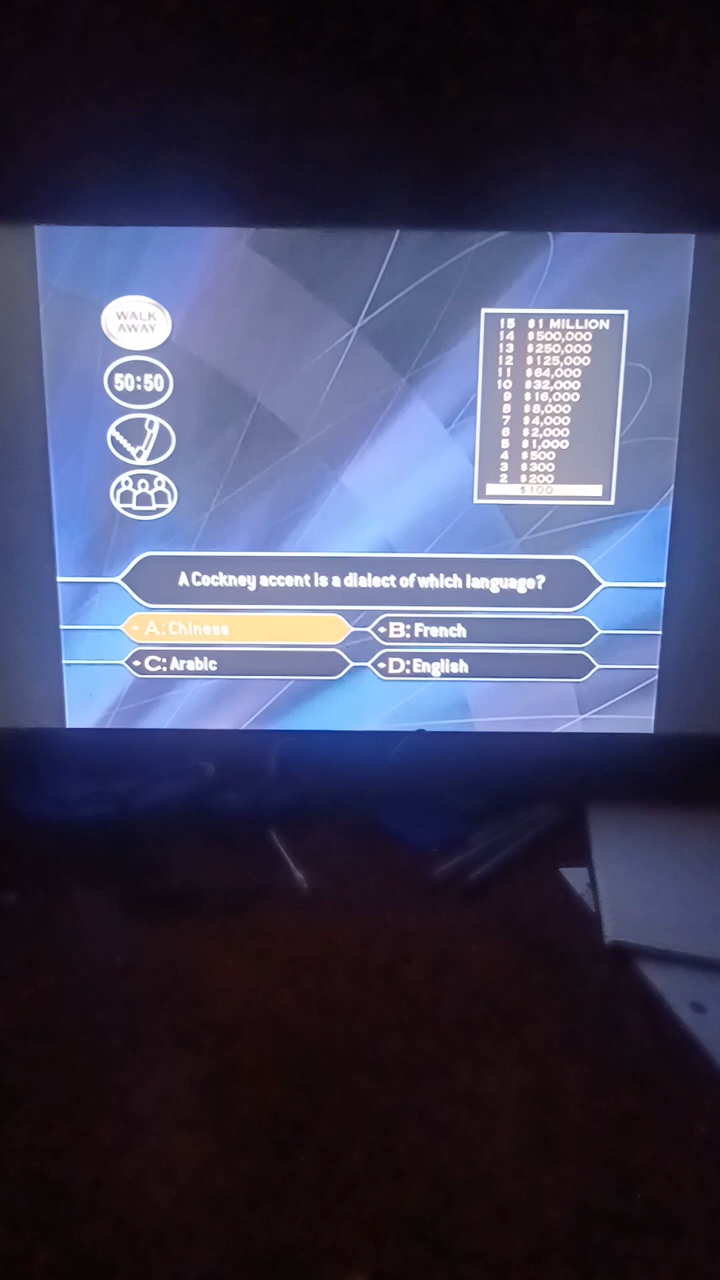 WALK
AWAY
50:50
15 $1 MILLION
14 $500,000
13 $250,000
12 $125,000
11 $64,000
10 $32,000
9 $16,000
8 $8,000
7 $4,000
6 $2,000
5 $1,000
4 $500
3 $300
2 $200
$100
A Cockney accent is a dialect of which language?
A: Chinese
B: French
C: Arabic
D: English